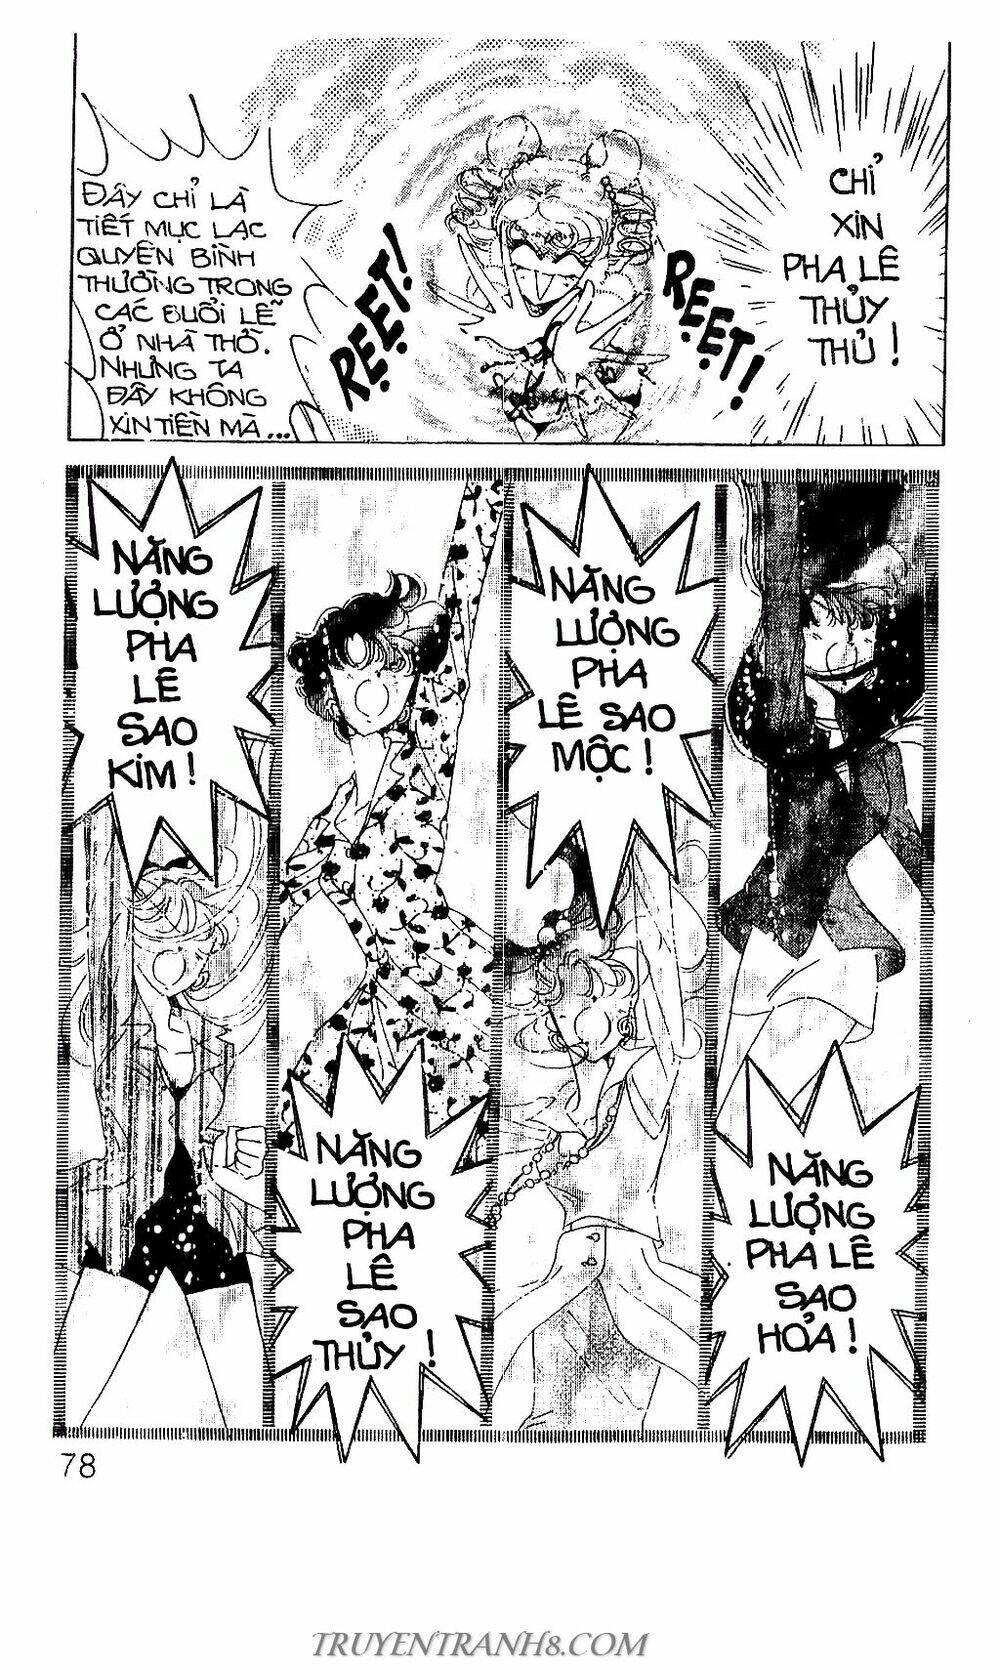 ĐÂY CHỈ LÀ
TIẾT MỤC LẠC
QUYÊN BÌNH
THƯỜNG TRONG
CÁC BUỔI LỄ
Ở NHÀ THỜ.
NHƯNG TA
ĐÂY KHÔNG
XIN TIỀN MÀ...
RẸẸT!
RẸẸT!
CHỈ
XIN
PHA LÊ
THỦY
THỦ!
NĂNG
LƯỢNG
PHA
LÊ
SAO
KIM!
NĂNG
LƯỢNG
PHA
LÊ
SAO
THỦY!
NĂNG
LƯỢNG
PHA
LÊ SAO
MỘC!
NĂNG
LƯỢNG
PHA LÊ
SAO
HỎA!
78
TRUYENTRANH8.COM